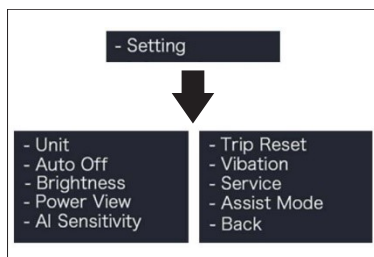 - Setting
- Unit
- Auto Off
- Brightness
- Power View
- AI Sensitivity
- Trip Reset
- Vibation
- Service
- Assist Mode
- Back